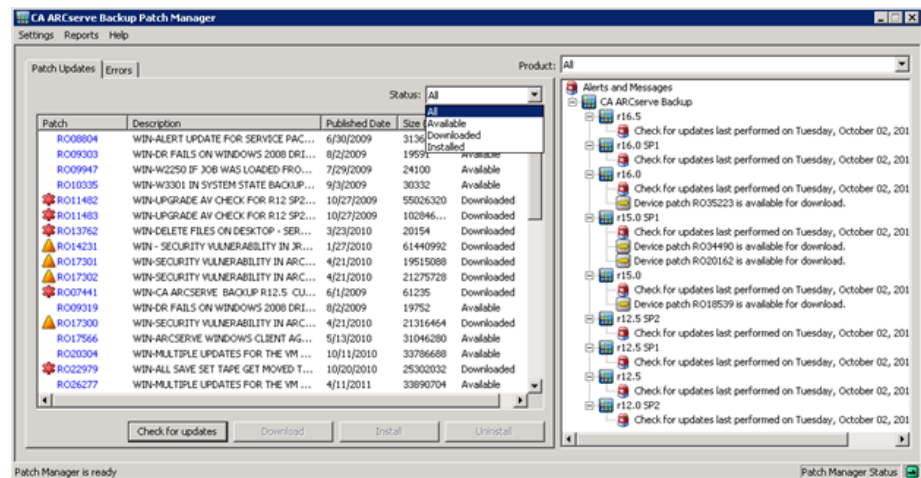 CA ARCserve Backup Patch Manager
Settings Reports Help
Patch Updates Errors
Product: All
Status: All
All
Available
Downloaded
Installed
Patch Description Published Date Size
RO08804 WIN-ALERT UPDATE FOR SERVICE PAC... 6/30/2009 3136
RO09303 WIN-DR FAILS ON WINDOWS 2008 DRI... 8/2/2009 19591 Available
RO09947 WIN-W2250 IF JOB WAS LOADED FRO... 7/29/2009 24100 Available
RO10335 WIN-W3301 IN SYSTEM STATE BACKUP... 9/3/2009 30332 Available
RO11482 WIN-UPGRADE AV CHECK FOR R12 SP2... 10/27/2009 55026320 Downloaded
RO11483 WIN-UPGRADE AV CHECK FOR R12 SP2... 10/27/2009 102846... Downloaded
RO13762 WIN-DELETE FILES ON DESKTOP - SER... 3/23/2010 20154 Downloaded
RO14231 WIN - SECURITY VULNERABILITY IN JR... 1/27/2010 61440992 Downloaded
RO17301 WIN-SECURITY VULNERABILITY IN ARC... 4/21/2010 19515088 Downloaded
RO17302 WIN-SECURITY VULNERABILITY IN ARC... 4/21/2010 21275728 Downloaded
RO07441 WIN-CA ARCSERVE BACKUP R12.5 CU... 6/1/2009 61235 Downloaded
RO09319 WIN-DR FAILS ON WINDOWS 2008 DRI... 8/2/2009 19752 Available
RO17300 WIN-SECURITY VULNERABILITY IN ARC... 4/21/2010 21316464 Downloaded
RO17566 WIN-ARCSERVE WINDOWS CLIENT AG... 5/13/2010 31046280 Available
RO20304 WIN-MULTIPLE UPDATES FOR THE VM ... 10/11/2010 33786688 Available
RO22979 WIN-ALL SAVE SET TAPE GET MOVED T... 10/20/2010 25302032 Downloaded
RO26277 WIN-MULTIPLE UPDATES FOR THE VM ... 4/11/2011 33890704 Available
Check for updates Download Install Uninstall
Alerts and Messages
CA ARCserve Backup
r16.5
Check for updates last performed on Tuesday, October 02, 201
r16.0 SP1
Check for updates last performed on Tuesday, October 02, 201
r16.0
Check for updates last performed on Tuesday, October 02, 201
Device patch RO35223 is available for download.
r15.0 SP1
Check for updates last performed on Tuesday, October 02, 201
Device patch RO34490 is available for download.
Device patch RO20162 is available for download.
r15.0
Check for updates last performed on Tuesday, October 02, 201
Device patch RO18539 is available for download.
r12.5 SP2
Check for updates last performed on Tuesday, October 02, 201
r12.5 SP1
Check for updates last performed on Tuesday, October 02, 201
r12.5
Check for updates last performed on Tuesday, October 02, 201
r12.0 SP2
Check for updates last performed on Tuesday, October 02, 201
Patch Manager is ready
Patch Manager Status